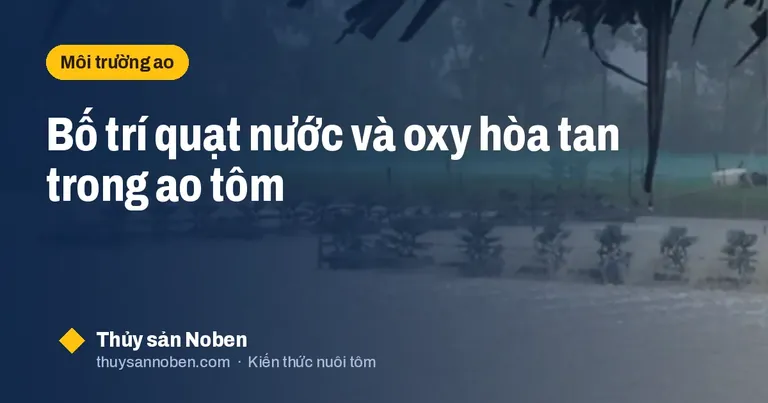 Môi trường ao
Bố trí quạt nước và oxy hòa tan
trong ao tôm
Thủy sản Noben
thuysannoben.com · Kiến thức nuôi tôm